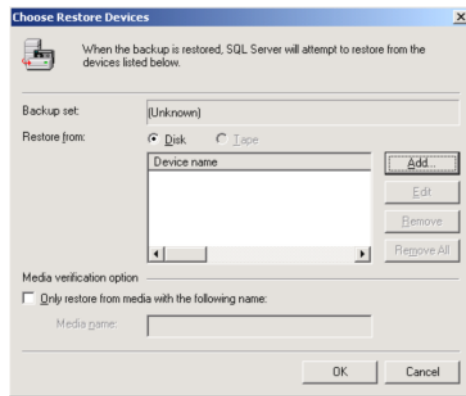 Choose Restore Devices
When the backup is restored, SQL Server will attempt to restore from the
devices listed below.
Backup set:
(Unknown)
Restore from:
Disk
Tape
Device name
Add...
Edit
Remove
Remove All
Media verification option
Only restore from media with the following name:
Media name:
OK
Cancel